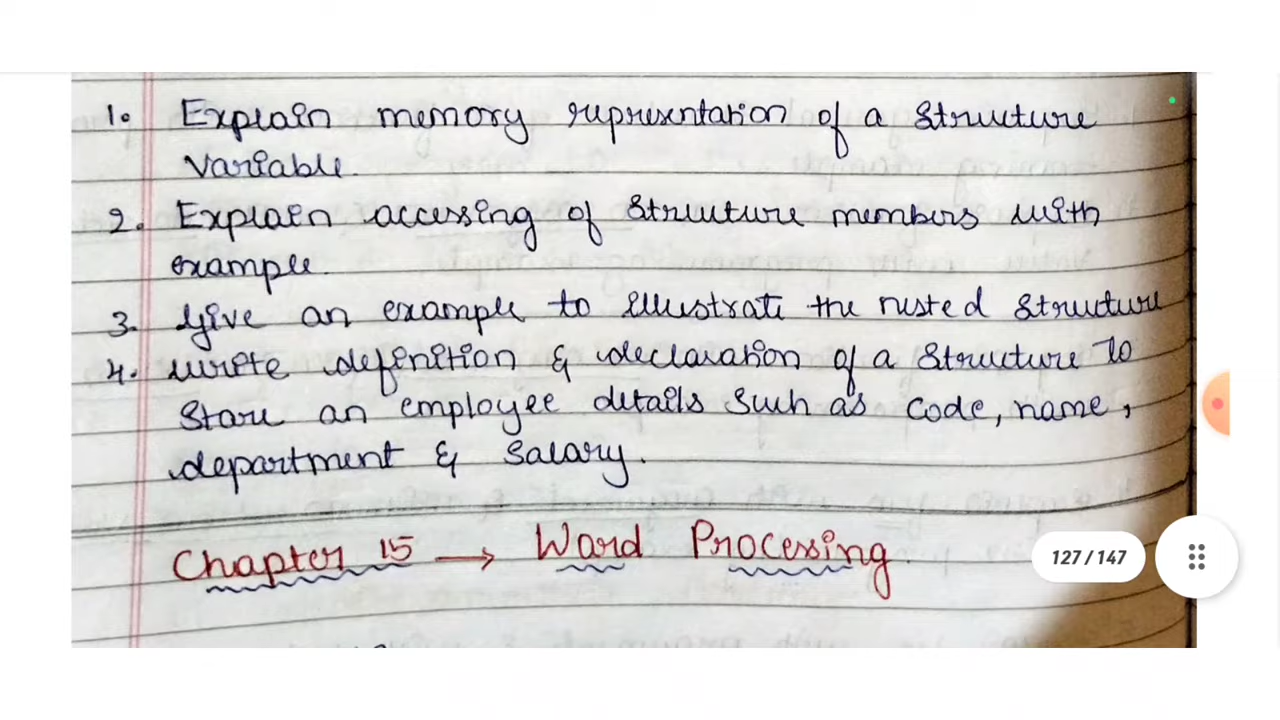 1. Explain memory representation of a structure
variable.
2. Explain accessing of structure members with
example.
3. Give an example to illustrate the nested structure
4. write definition & declaration of a structure to
store an employee details such as code, name,
department & salary.
Chapter 15 → Word Processing
127 / 147